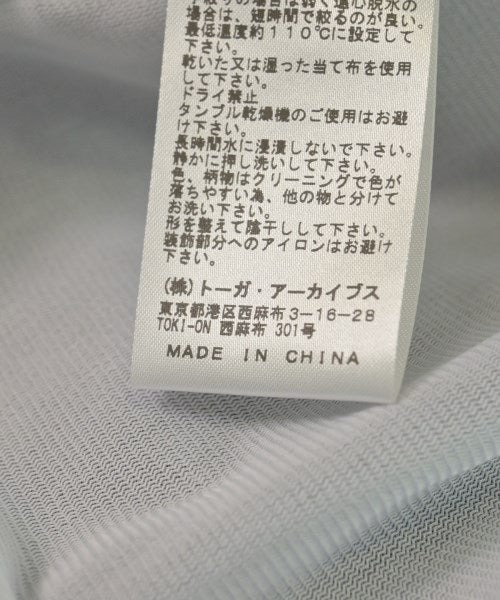 場合は弱く遠心脱水の
場合は、短時間で絞るのが良い。
最低温度約110℃に設定して
下さい。
乾いた又は湿った当て布を使用
して下さい。
ドライ禁止
タンブル乾燥機のご使用はお避
け下さい。
長時間水に浸漬しないで下さい。
静かに押し洗いして下さい。
色、柄物はクリーニングで色が
落ちやすい為、他の物と分けて
お洗い下さい。
形を整えて陰干しして下さい。
装飾部分へのアイロンはお避け
下さい。
(株)トーガ・アーカイブス
東京都港区西麻布3-16-28
TOKI-ON 西麻布 301号
MADE IN CHINA